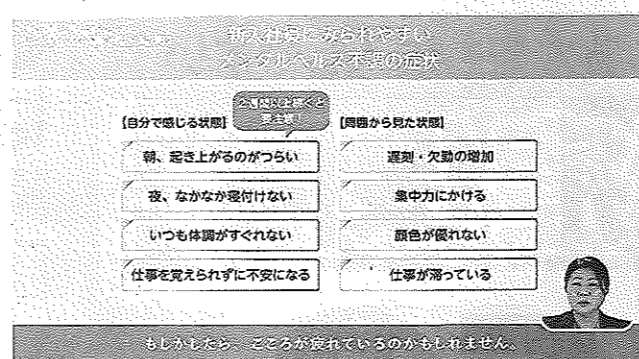 新入社員にみられやすい
メンタルヘルス不調の症状
2週間以上続くと
要注意!
【自分で感じる状態】
【周囲から見た状態】
朝、起き上がるのがつらい
夜、なかなか寝付けない
いつも体調がすぐれない
仕事を覚えられずに不安になる
遅刻・欠勤の増加
集中力にかける
顔色が優れない
仕事が滞っている
もしかしたら、こころが疲れているのかもしれません。